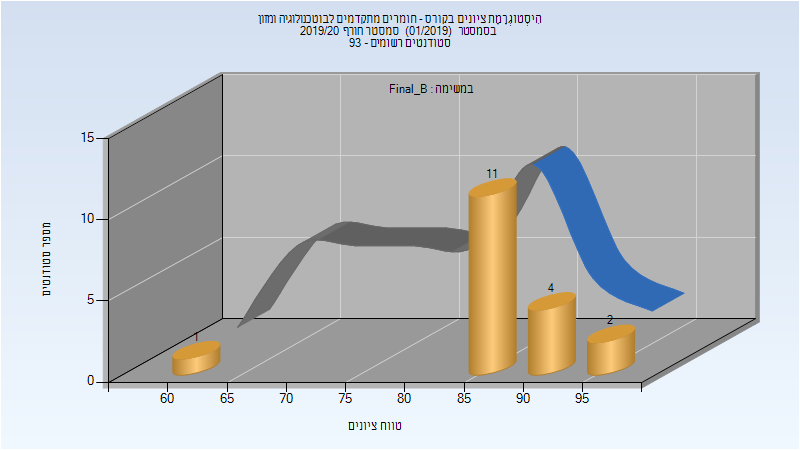 היסטוגרמת ציונים בקורס - חומרים מתקדמים לביוטכנולוגיה ומזון
בסמסטר (01/2019) סמסטר חורף 2019/20
סטודנטים רשומים - 93
במשימה : Final_B
מספר סטודנטים
15
10
5
0
1
11
4
2
60 65 70 75 80 85 90 95
טווח ציונים